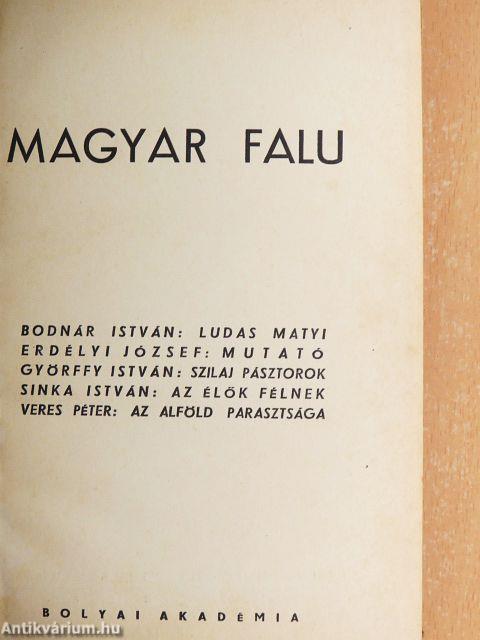 MAGYAR FALU
BODNÁR ISTVÁN: LUDAS MATYI
ERDÉLYI JÓZSEF: MUTATÓ
GYÖRFFY ISTVÁN: SZILAJ PÁSZTOROK
SINKA ISTVÁN: AZ ÉLŐK FÉLNEK
VERES PÉTER: AZ ALFÖLD PARASZTSÁGA
BOLYAI AKADÉMIA
Antikvárium.hu